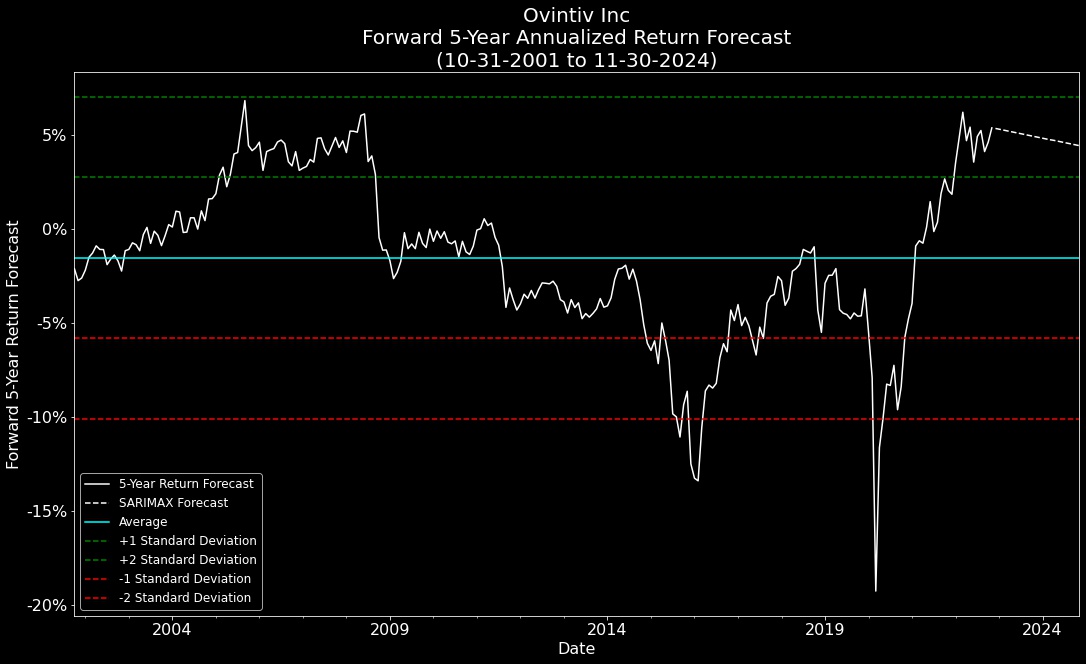 Ovintiv Inc
Forward 5-Year Annualized Return Forecast
(10-31-2001 to 11-30-2024)
Forward 5-Year Return Forecast
5%
0%
-5%
-10%
-15%
-20%
5-Year Return Forecast
SARIMAX Forecast
Average
+1 Standard Deviation
+2 Standard Deviation
-1 Standard Deviation
-2 Standard Deviation
2004 2009 2014 2019 2024
Date